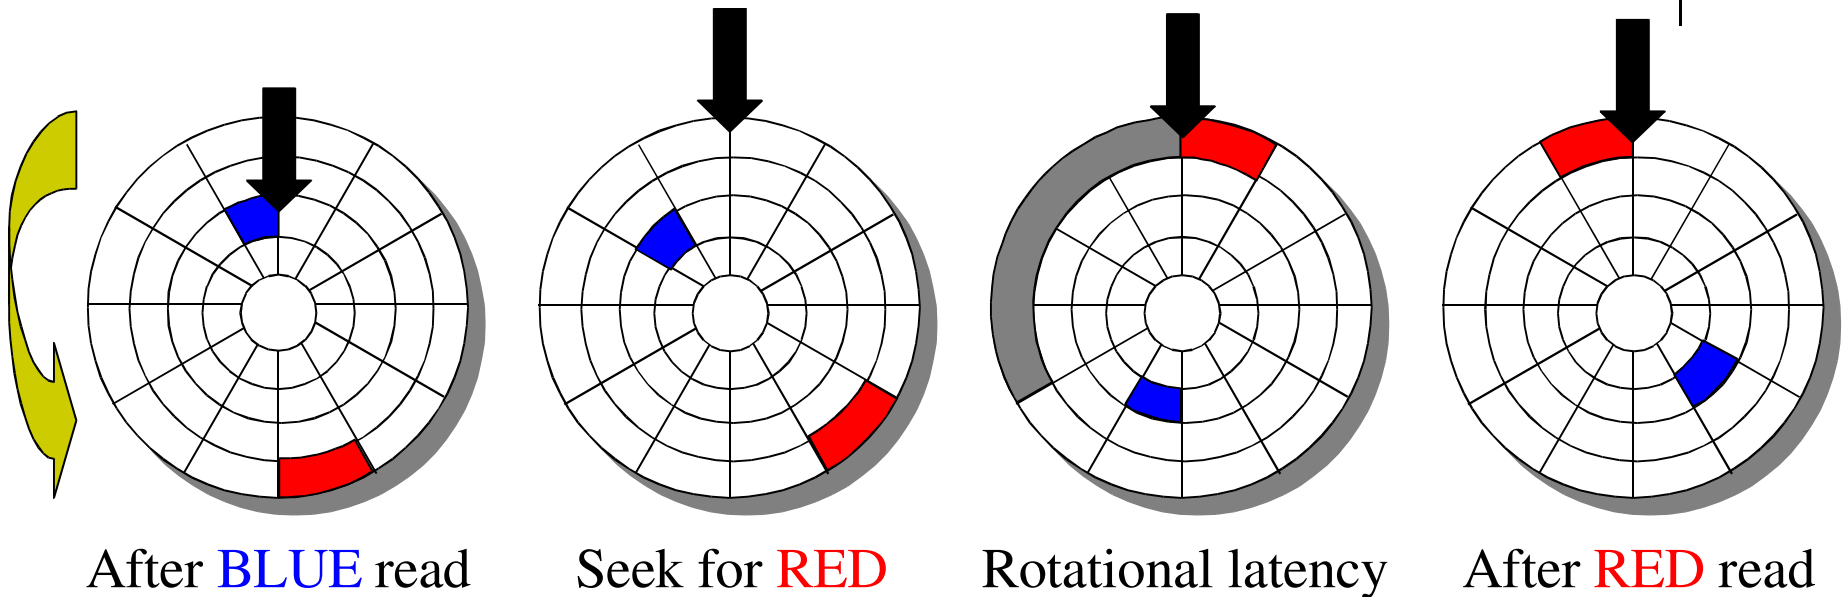 After BLUE read
Seek for RED
Rotational latency
After RED read